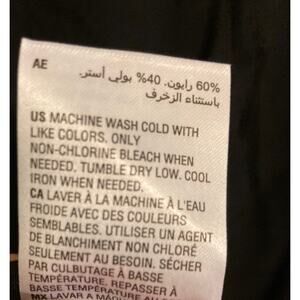 AE
60% رايون. 40% بولي أستر.
باستثناء الزخرف
US MACHINE WASH COLD WITH
LIKE COLORS. ONLY
NON-CHLORINE BLEACH WHEN
NEEDED. TUMBLE DRY LOW. COOL
IRON WHEN NEEDED.
CA LAVER À LA MACHINE À L'EAU
FROIDE AVEC DES COULEURS
SEMBLABLES. UTILISER UN AGENT
DE BLANCHIMENT NON CHLORÉ
SEULEMENT AU BESOIN. SÉCHER
PAR CULBUTAGE À BASSE
TEMPÉRATURE. REPASSER À
BASSE TEMPÉRATURE AU
MX LAVAR A